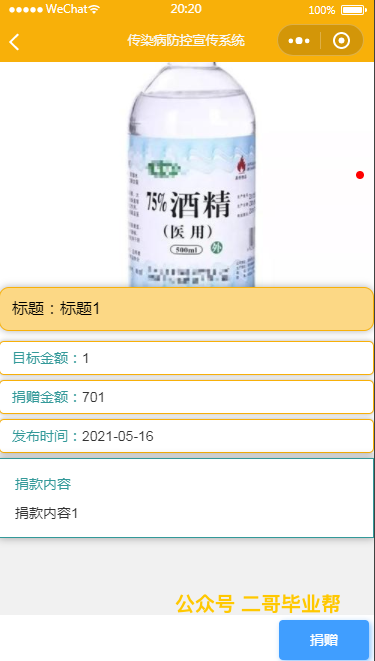 WeChat 20:20 100%
传染病防控宣传系统
75% 酒精
(医用)
500ml 外
标题：标题1
目标金额：1
捐赠金额：701
发布时间：2021-05-16
捐款内容
捐款内容1
公众号 二哥毕业帮
捐赠